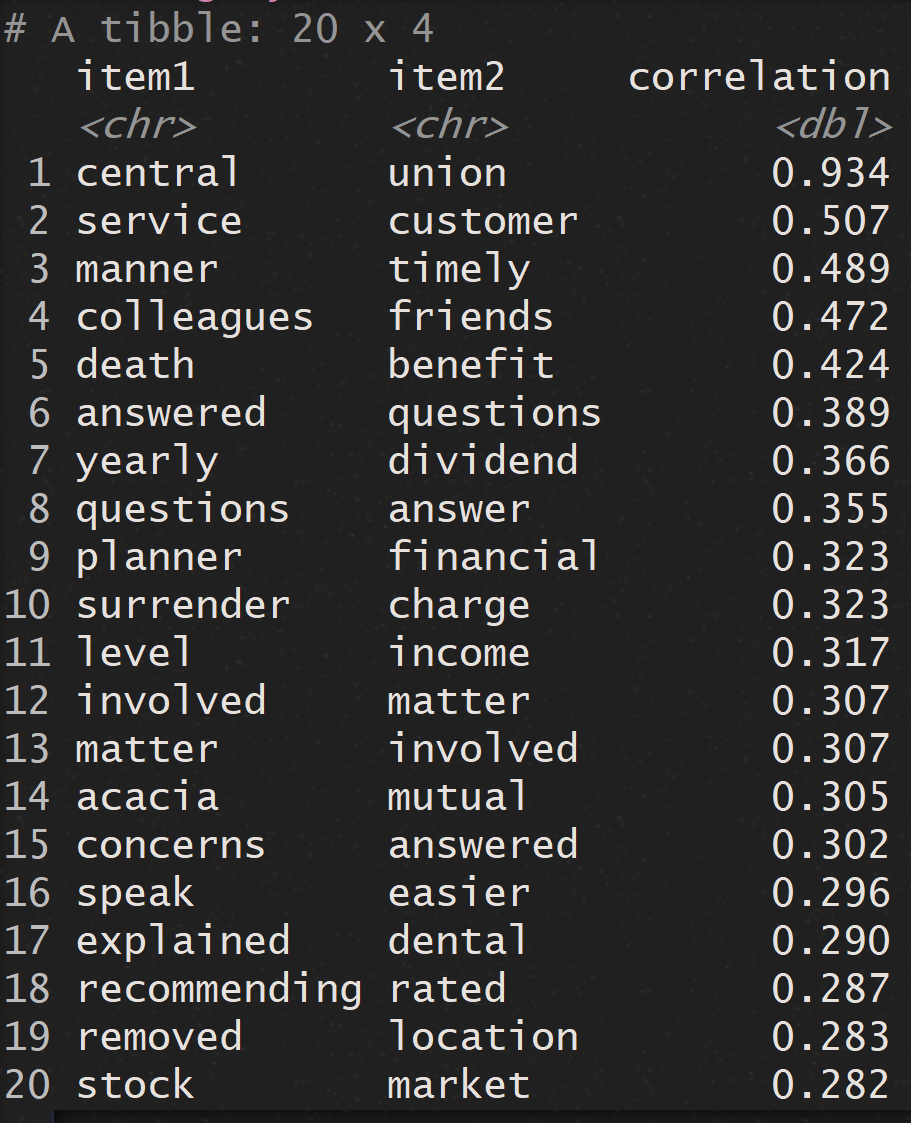 # A tibble: 20 x 4
item1 item2 correlation
<chr> <chr> <dbl>
1 central union 0.934
2 service customer 0.507
3 manner timely 0.489
4 colleagues friends 0.472
5 death benefit 0.424
6 answered questions 0.389
7 yearly dividend 0.366
8 questions answer 0.355
9 planner financial 0.323
10 surrender charge 0.323
11 level income 0.317
12 involved matter 0.307
13 matter involved 0.307
14 acacia mutual 0.305
15 concerns answered 0.302
16 speak easier 0.296
17 explained dental 0.290
18 recommending rated 0.287
19 removed location 0.283
20 stock market 0.282